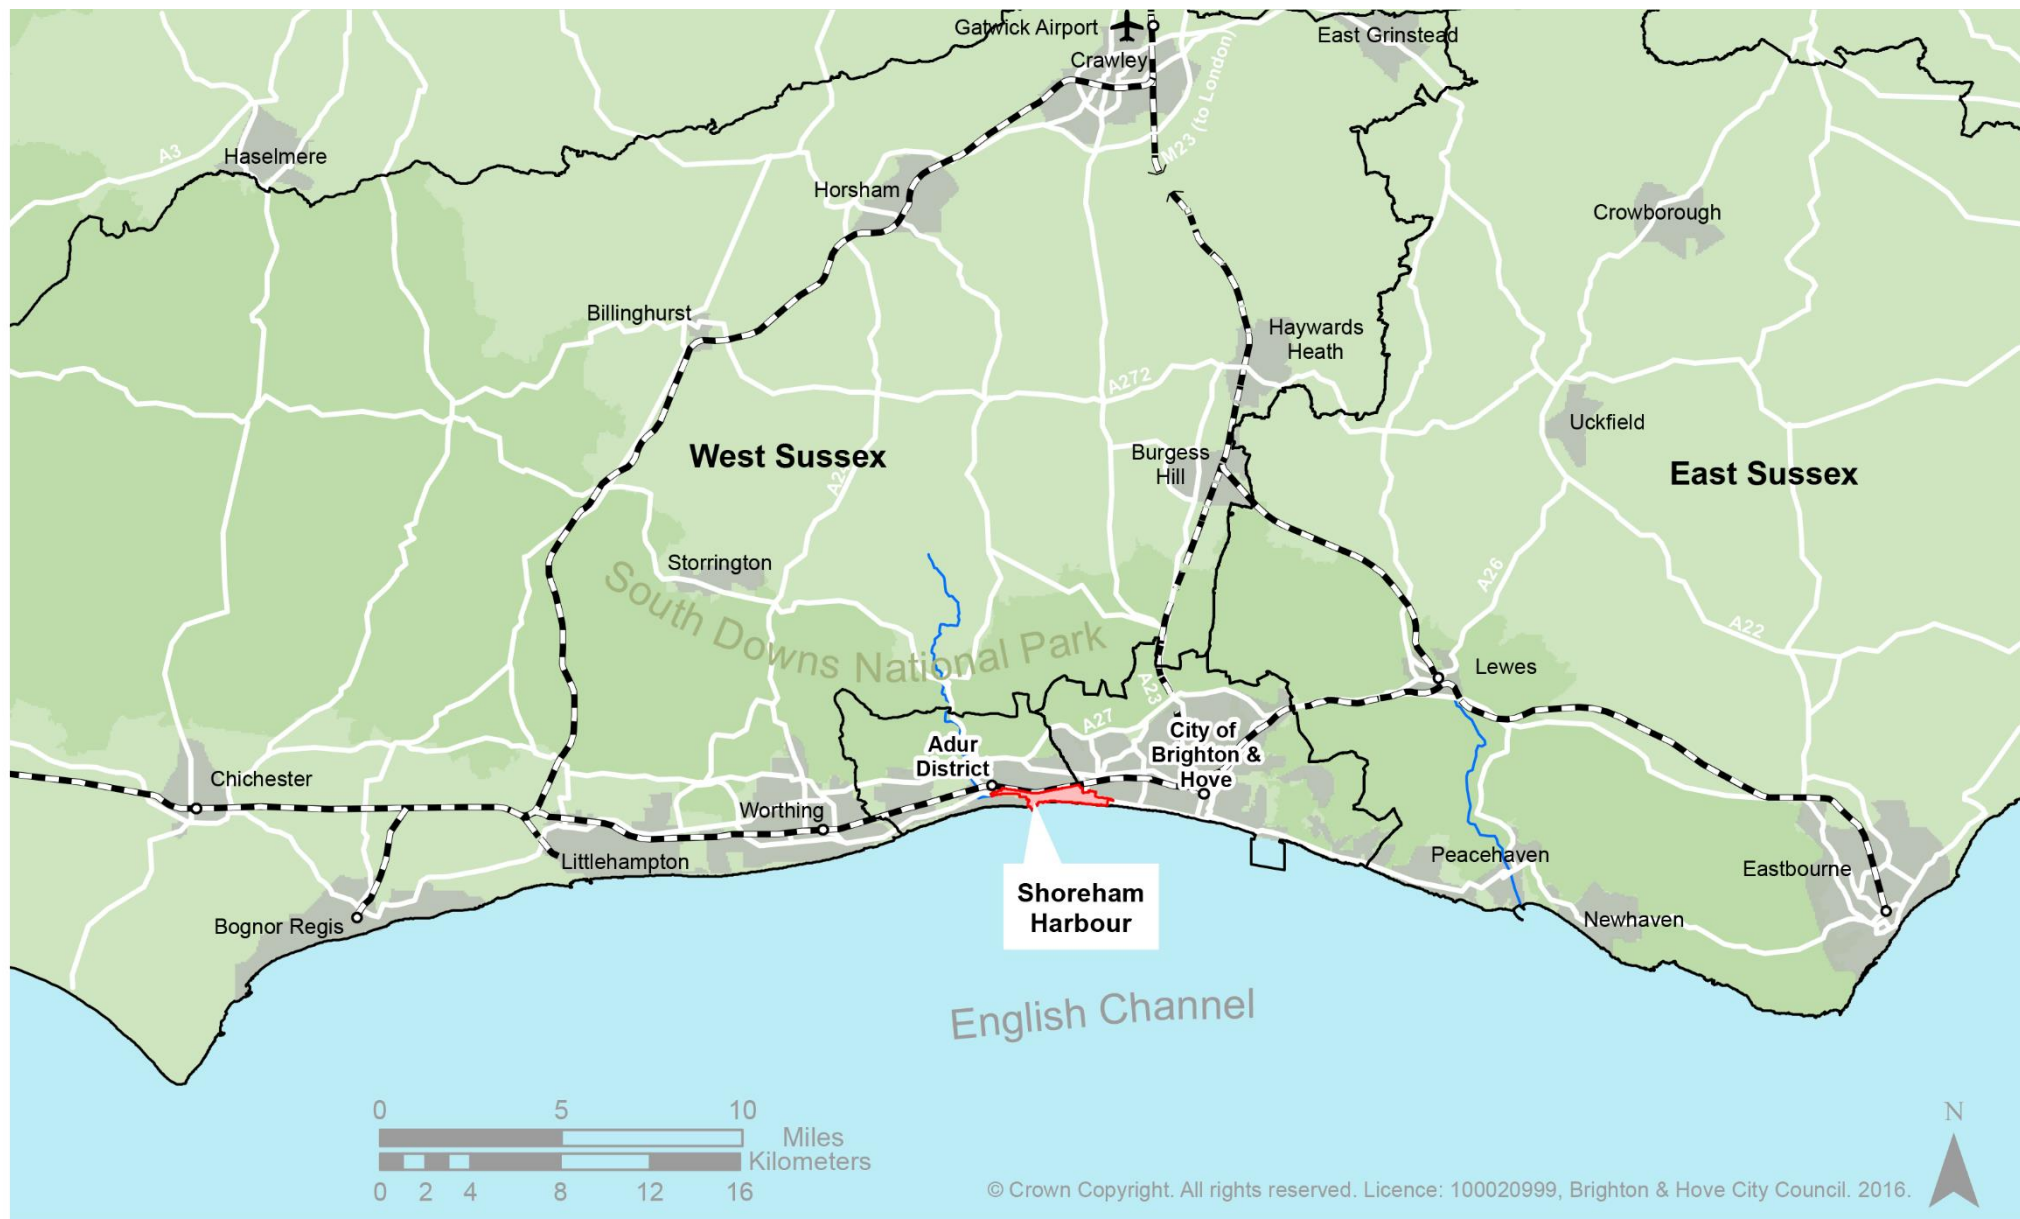 Gatwick Airport
East Grinstead
Crawley
M23 (to London)
A3
Haselmere
Horsham
Crowborough
Billinghurst
Haywards
Heath
A272
Uckfield
West Sussex
Burgess
Hill
East Sussex
Storrington
A26
South Downs National Park
A22
Lewes
A23
A27
City of
Brighton &
Hove
Adur
District
Chichester
Worthing
Littlehampton
Peacehaven
Eastbourne
Shoreham
Harbour
Bognor Regis
Newhaven
English Channel
0 5 10
Miles
Kilometers
0 2 4 8 12 16
N
© Crown Copyright. All rights reserved. Licence: 100020999, Brighton & Hove City Council. 2016.